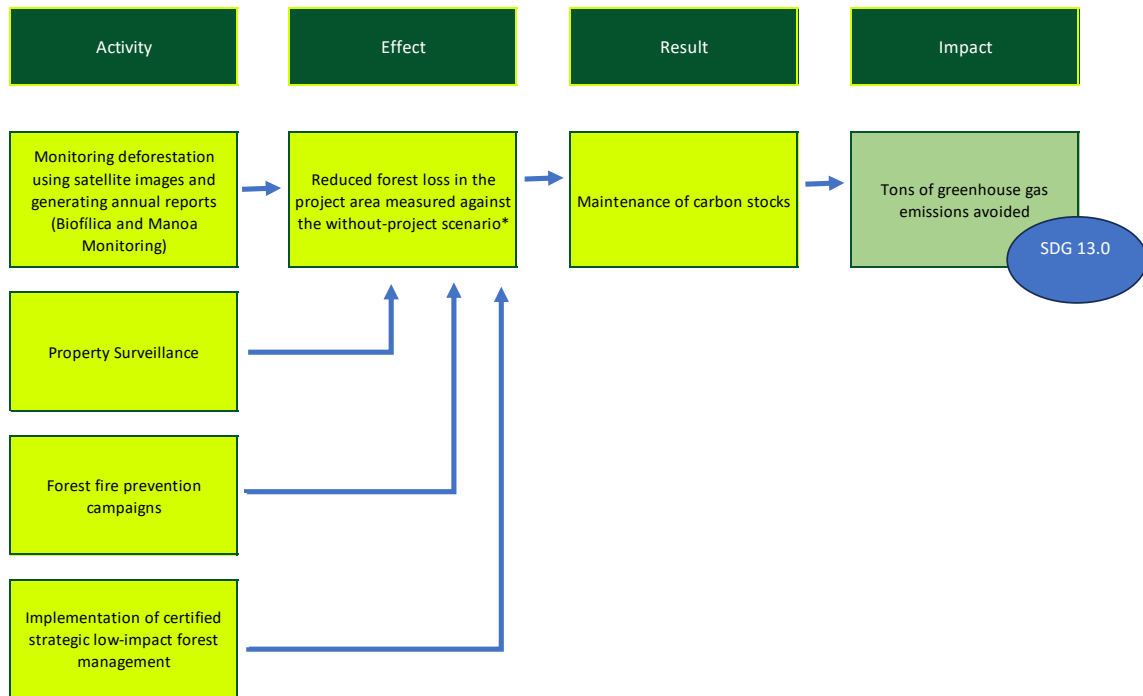 Activity
Effect
Result
Impact
Monitoring deforestation
using satellite images and
generating annual reports
(Biofílica and Manoa
Monitoring)
Reduced forest loss in the
project area measured against
the without-project scenario*
Maintenance of carbon stocks
Tons of greenhouse gas
emissions avoided
SDG 13.0
Property Surveillance
Forest fire prevention
campaigns
Implementation of certified
strategic low-impact forest
management